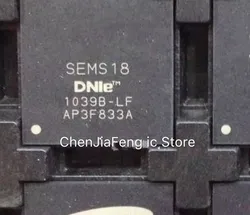 SEMS18
DNIe™
1039B-LF
AP3F833A
ChenJiaFeng ic Store